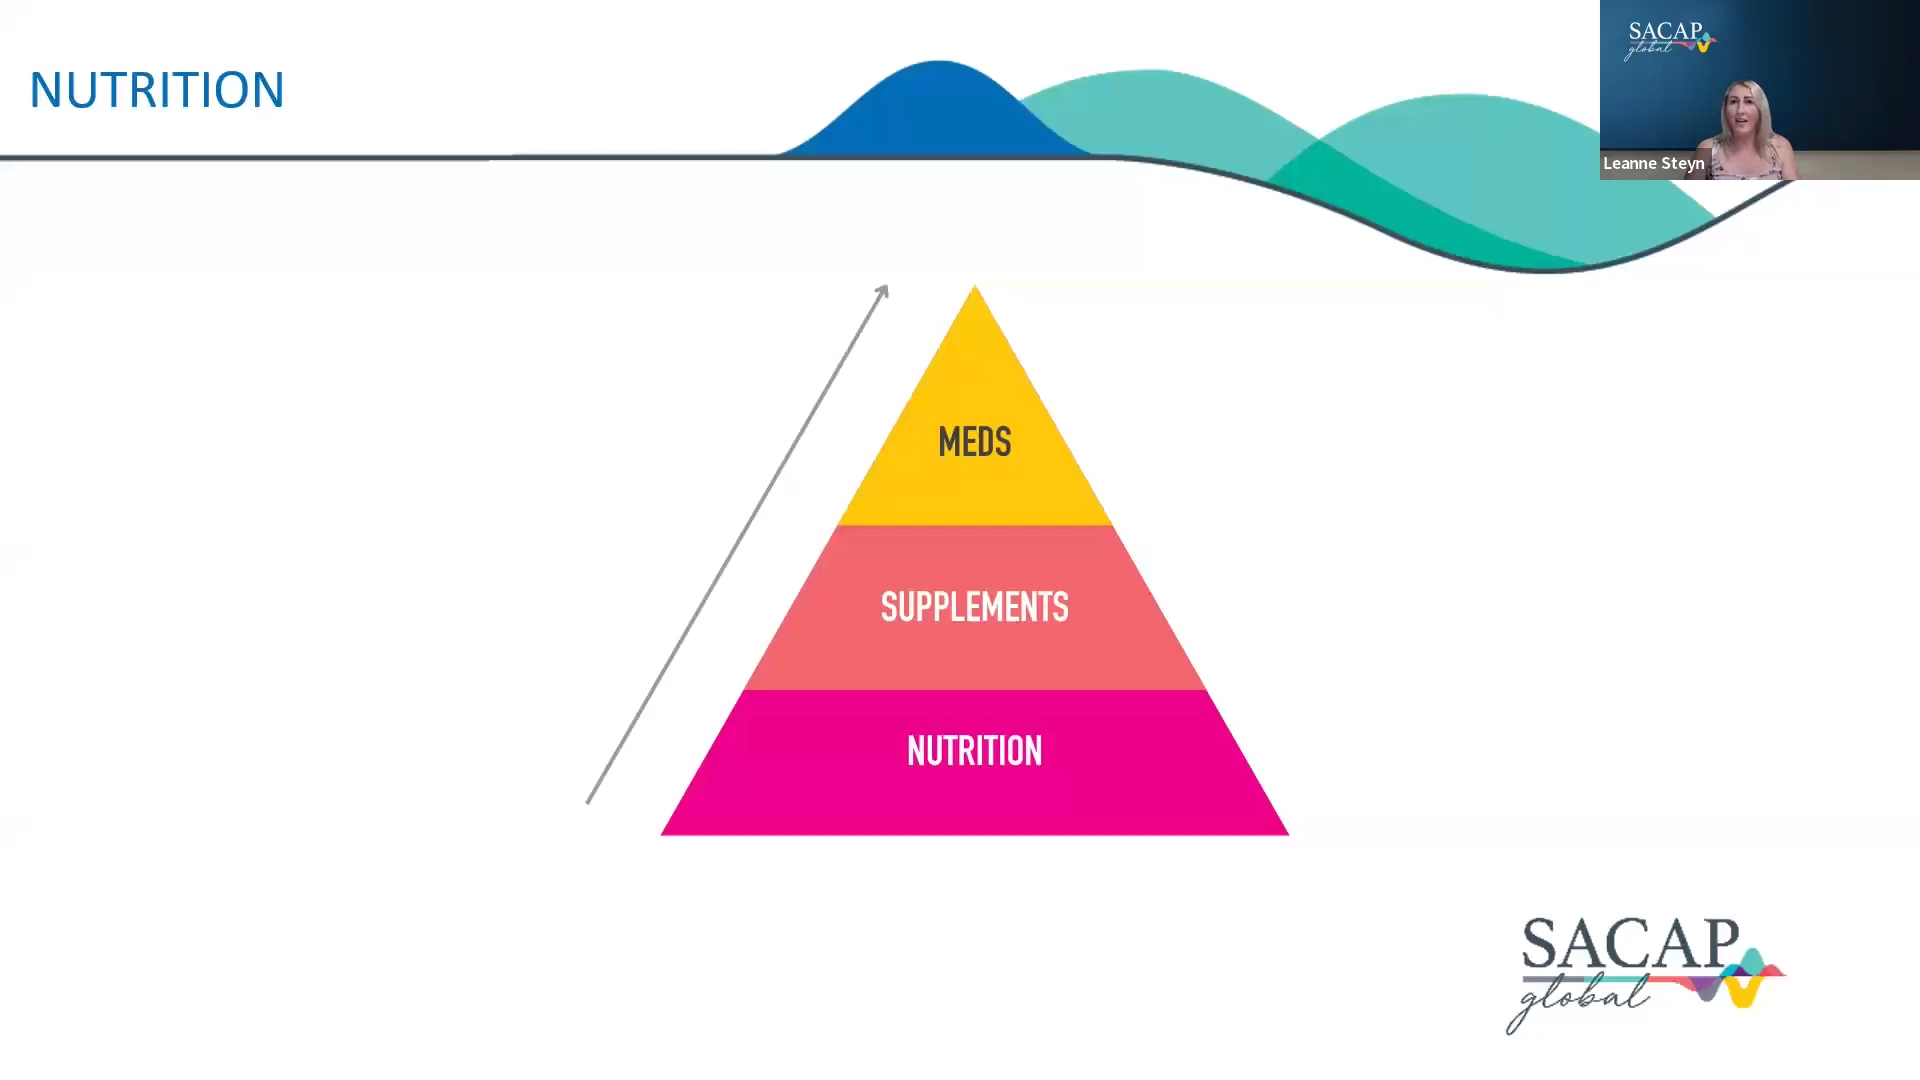 NUTRITION
SACAP
global
Leanne Steyn
MEDS
SUPPLEMENTS
NUTRITION
SACAP
global